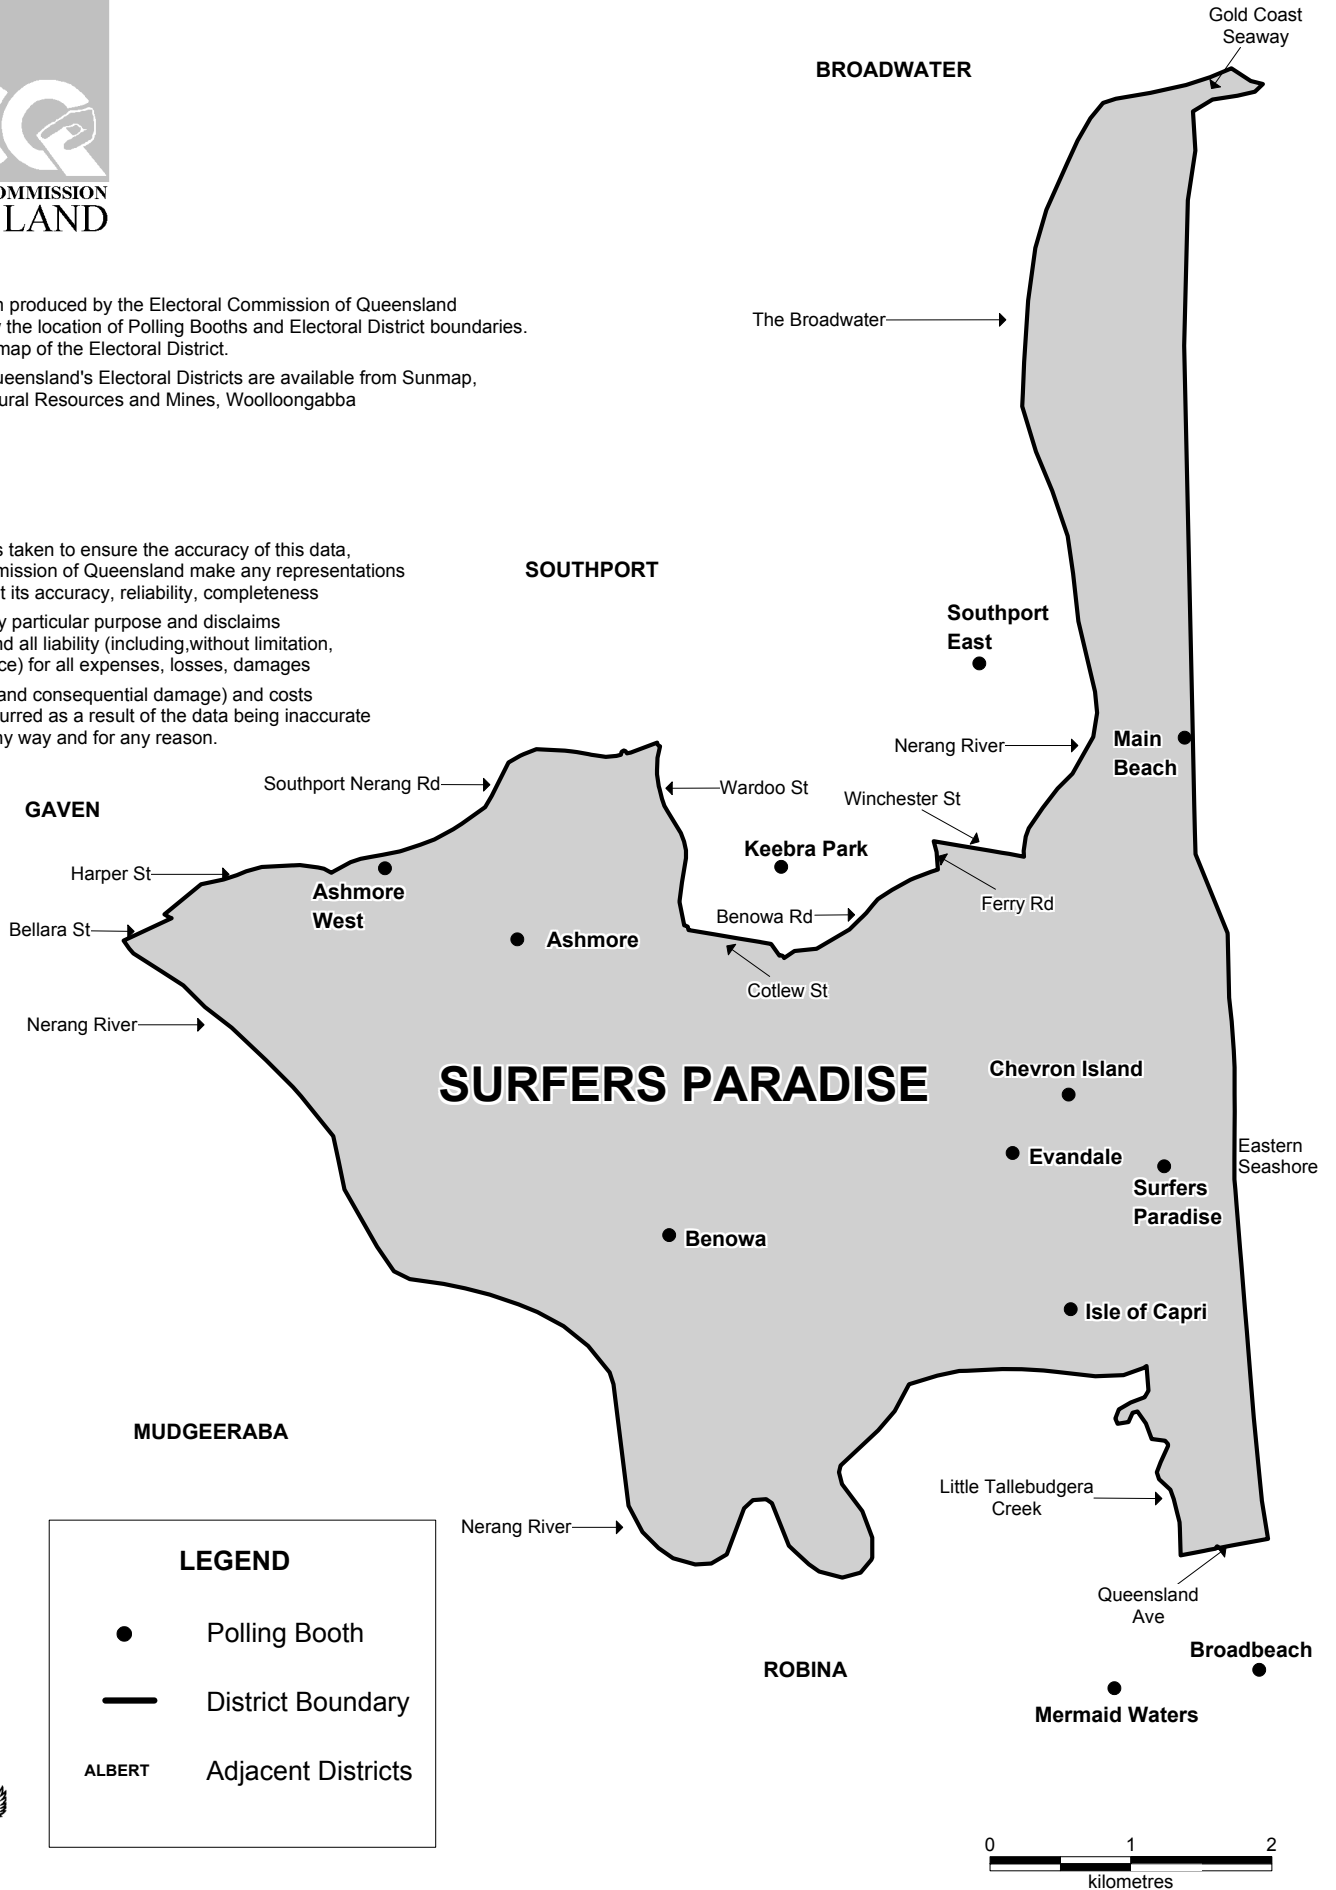 OMMISSION
LAND
n produced by the Electoral Commission of Queensland
the location of Polling Booths and Electoral District boundaries.
map of the Electoral District.
ueensland's Electoral Districts are available from Sunmap,
ural Resources and Mines, Woolloongabba
s taken to ensure the accuracy of this data,
mission of Queensland make any representations
t its accuracy, reliability, completeness
y particular purpose and disclaims
nd all liability (including,without limitation,
ce) for all expenses, losses, damages
and consequential damage) and costs
urred as a result of the data being inaccurate
ny way and for any reason.
Gold Coast
Seaway
BROADWATER
The Broadwater
SOUTHPORT
Southport
East
Nerang River
Main
Beach
Southport Nerang Rd
Wardoo St
Winchester St
GAVEN
Keebra Park
Harper St
Ashmore
West
Ferry Rd
Benowa Rd
Bellara St
Ashmore
Cotlew St
Nerang River
SURFERS PARADISE
Chevron Island
Evandale
Eastern
Seashore
Surfers
Paradise
Benowa
Isle of Capri
MUDGEERABA
Little Tallebudgera
Creek
Nerang River
Queensland
Ave
ROBINA
Broadbeach
Mermaid Waters
LEGEND
Polling Booth
District Boundary
ALBERT Adjacent Districts
0 1 2
kilometres